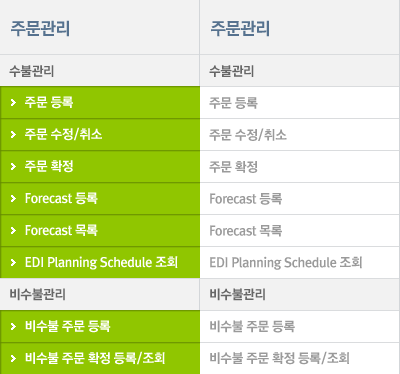 주문관리 주문관리
수불관리 수불관리
주문 등록 주문 등록
주문 수정/취소 주문 수정/취소
주문 확정 주문 확정
Forecast 등록 Forecast 등록
Forecast 목록 Forecast 목록
EDI Planning Schedule 조회 EDI Planning Schedule 조회
비수불관리 비수불관리
비수불 주문 등록 비수불 주문 등록
비수불 주문 확정 등록/조회 비수불 주문 확정 등록/조회